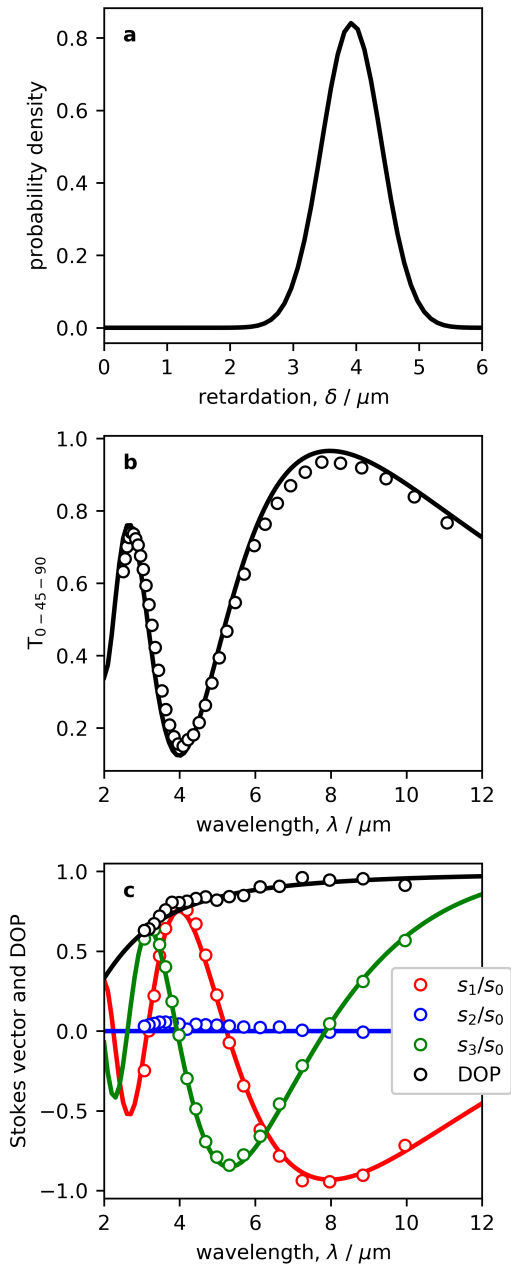 a
probability density
0.8
0.6
0.4
0.2
0.0
0 1 2 3 4 5 6
retardation, δ / μm
b
T0−45−90
1.0
0.8
0.6
0.4
0.2
2 4 6 8 10 12
wavelength, λ / μm
c
Stokes vector and DOP
1.0
0.5
0.0
−0.5
−1.0
s1/s0
s2/s0
s3/s0
DOP
2 4 6 8 10 12
wavelength, λ / μm